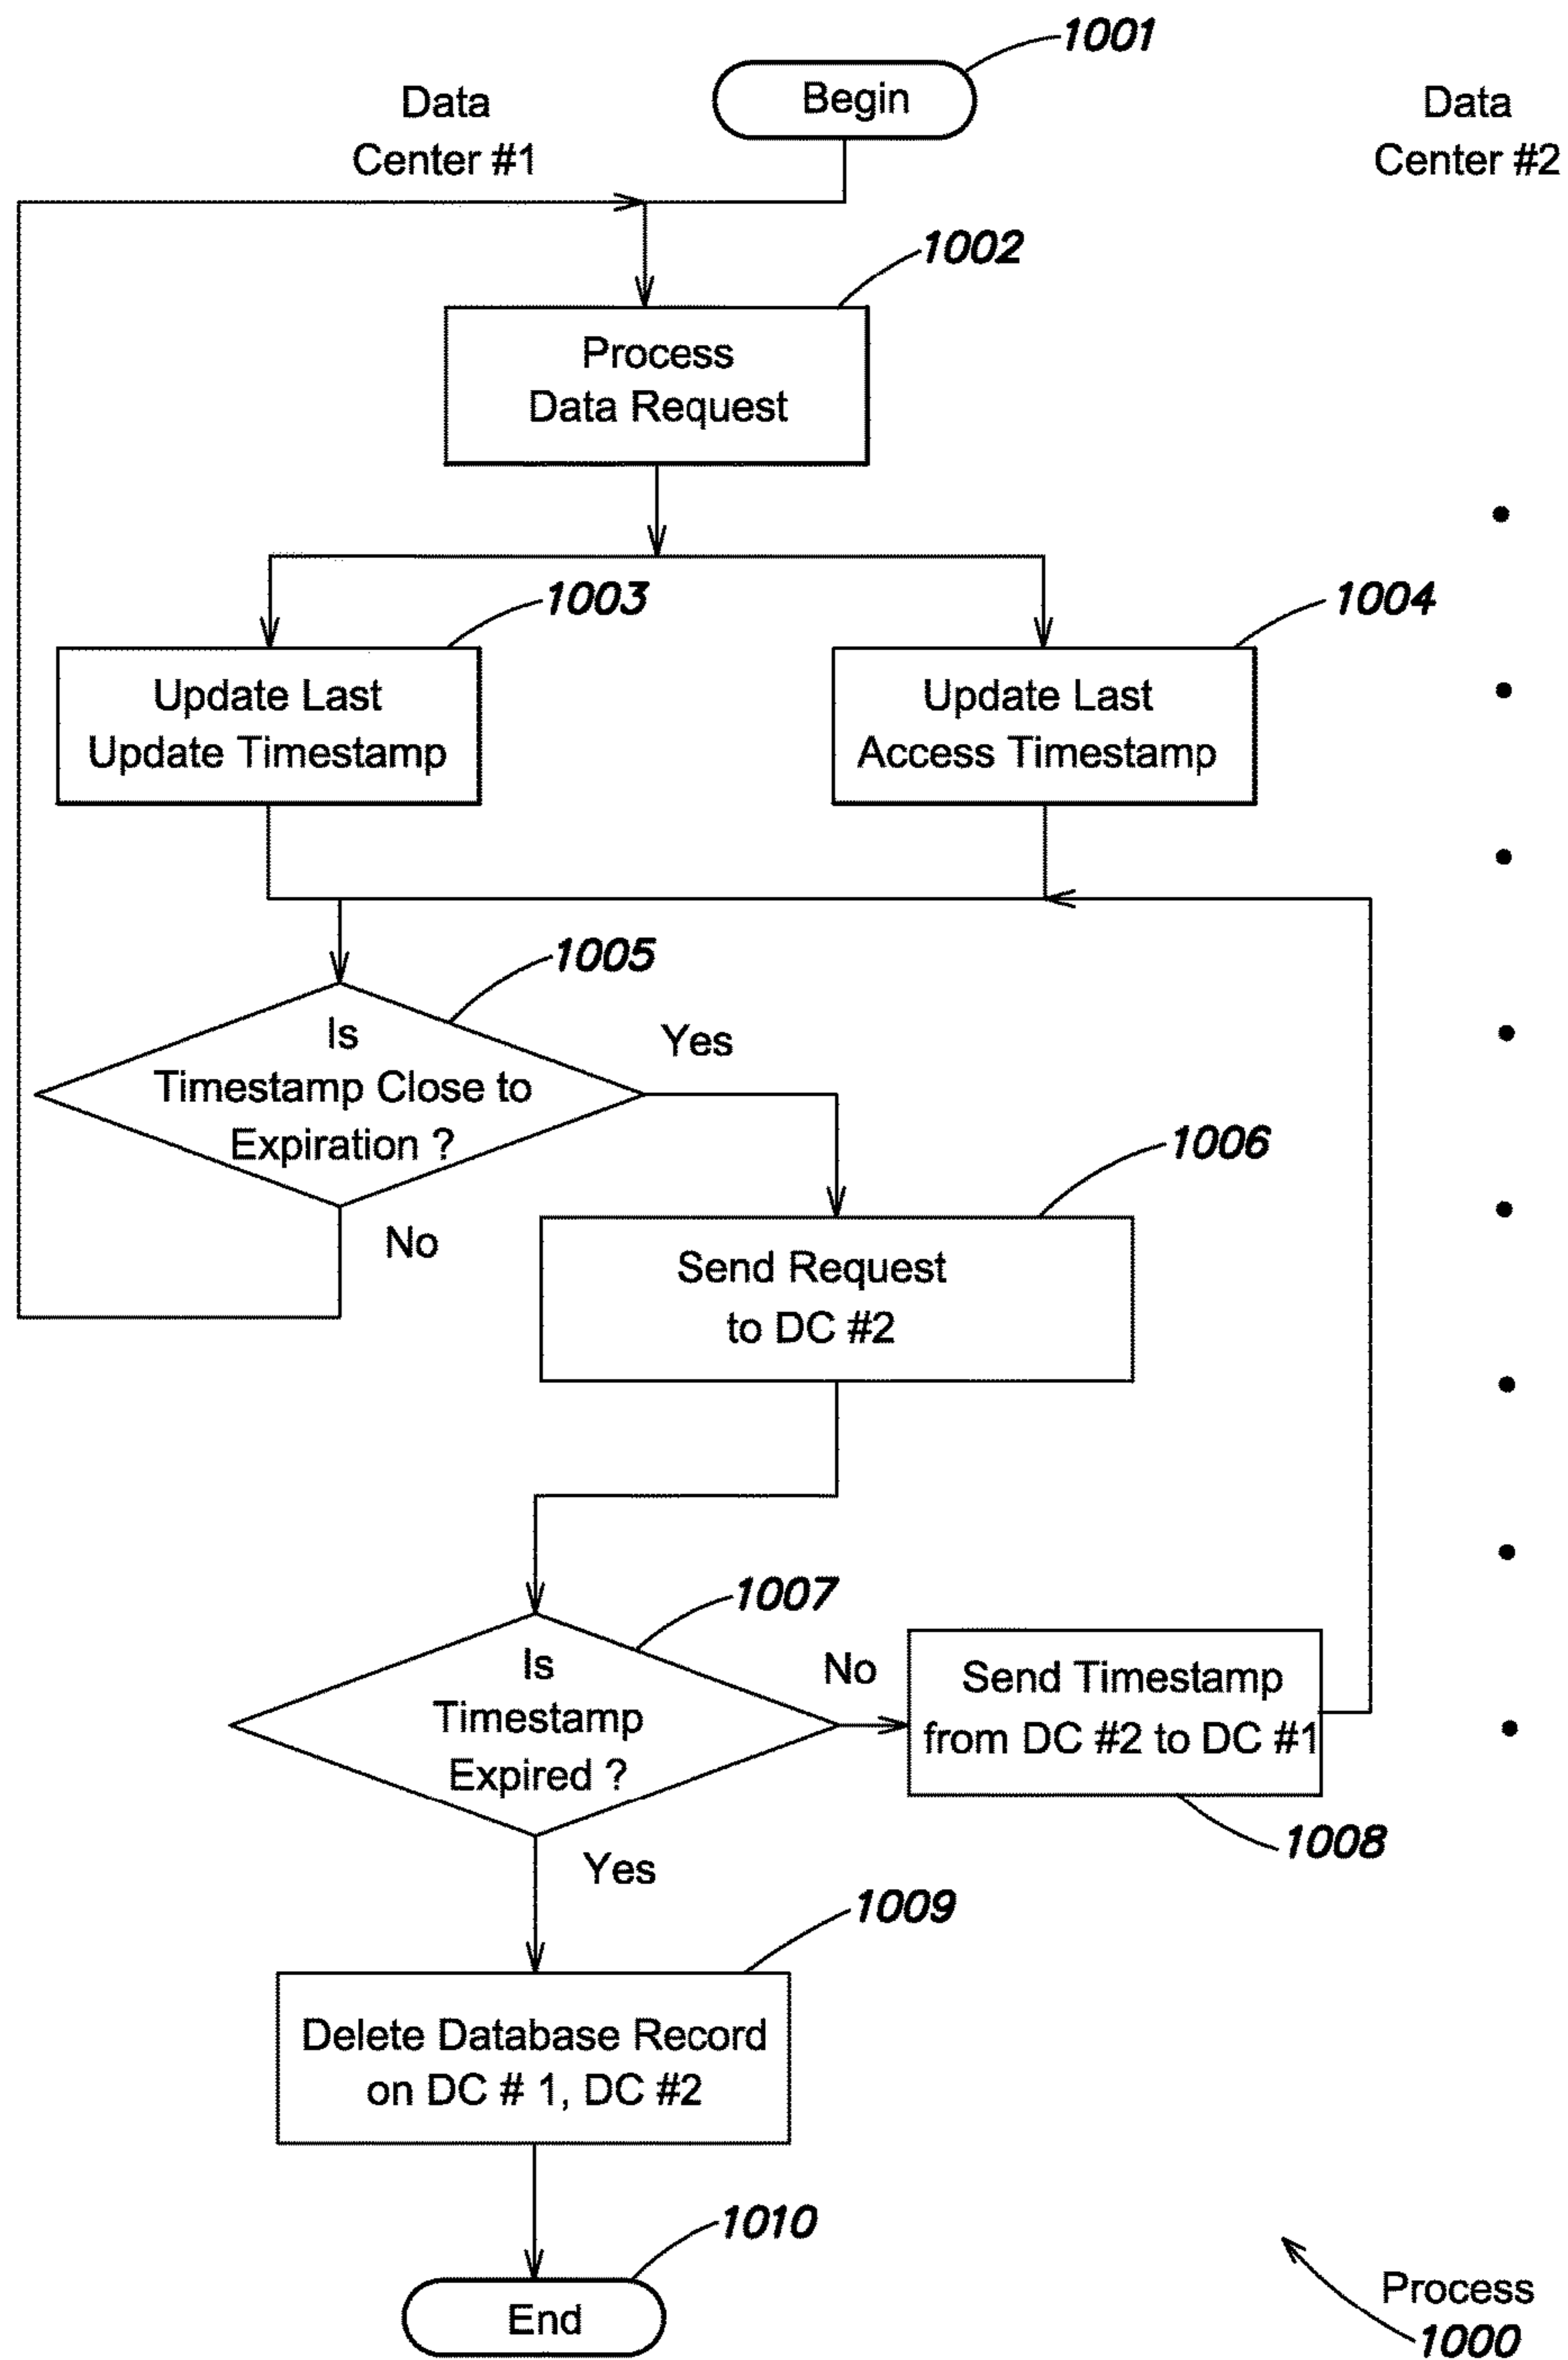 1001
Begin
Data
Center #1
Data
Center #2
1002
Process
Data Request
1003
1004
Update Last
Update Timestamp
Update Last
Access Timestamp
1005
Is
Timestamp Close to
Expiration ?
Yes
No
1006
Send Request
to DC #2
1007
Is
Timestamp
Expired ?
No
Send Timestamp
from DC #2 to DC #1
1008
Yes
1009
Delete Database Record
on DC # 1, DC #2
1010
End
Process
1000